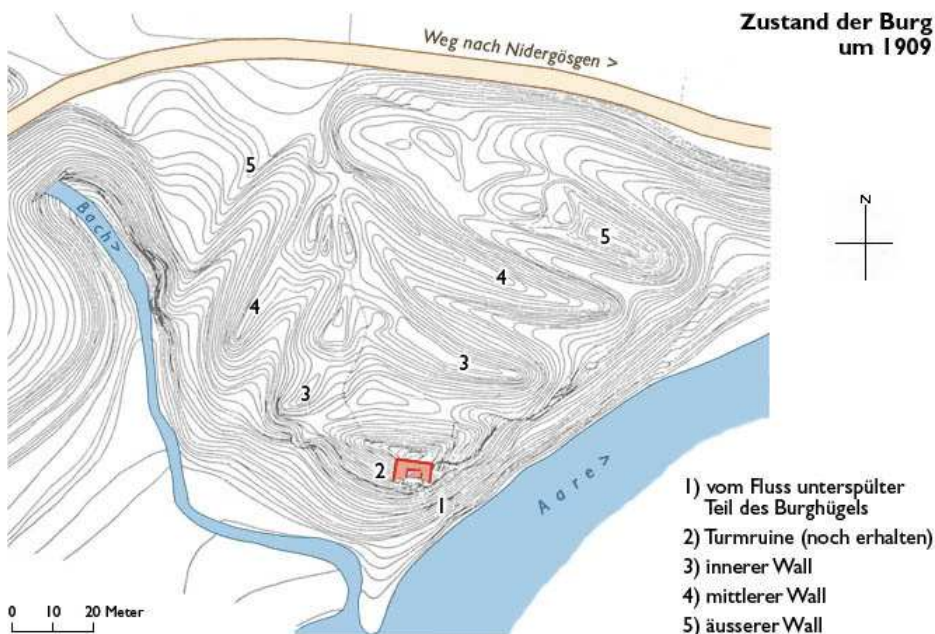 Zustand der Burg
um 1909
Weg nach Nidergösgen >
5
Bach>
N
5
4
4
3
3
2
1
Aare>
1) vom Fluss unterspülter
Teil des Burghügels
2) Turmruine (noch erhalten)
3) innerer Wall
4) mittlerer Wall
5) äusserer Wall
0 10 20 Meter